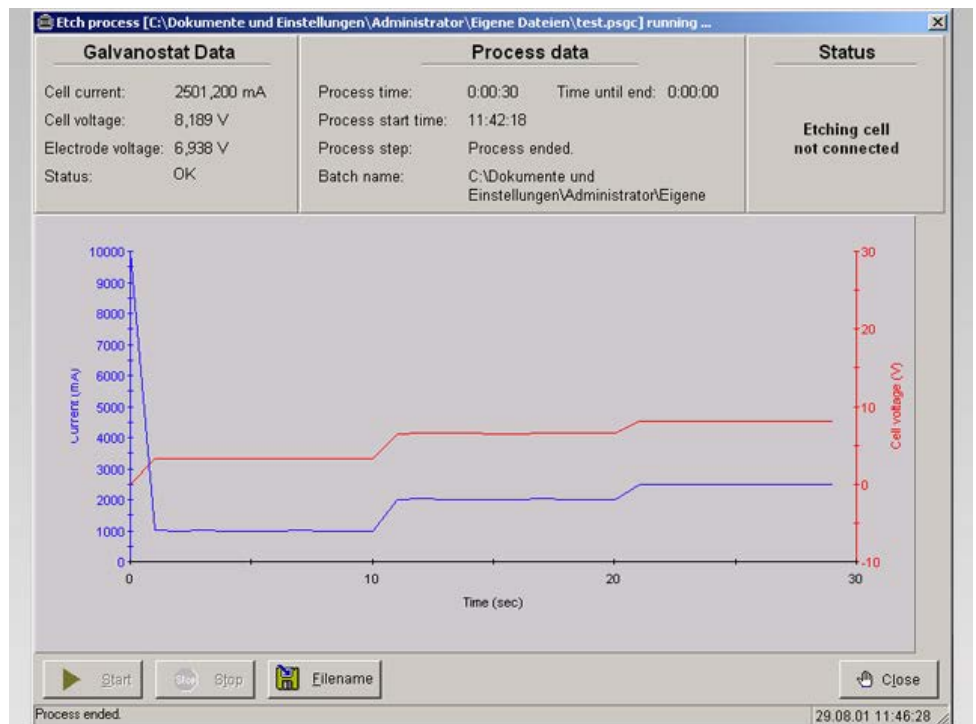 Etch process [C:\Dokumente und Einstellungen\Administrator\Eigene Dateien\test.psgc] running ...
Galvanostat Data
Cell current: 2501,200 mA
Cell voltage: 8,189 V
Electrode voltage: 6,938 V
Status: OK
Process data
Process time: 0:00:30 Time until end: 0:00:00
Process start time: 11:42:18
Process step: Process ended.
Batch name: C:\Dokumente und
Einstellungen\Administrator\Eigene
Status
Etching cell
not connected
10000
9000
8000
7000
6000
5000
4000
3000
2000
1000
0
Current (mA)
30
20
10
0
-10
Cell voltage (V)
0 10 20 30
Time (sec)
Start
Stop
Stop
Filename
Close
Process ended.
29.08.01 11:46:28